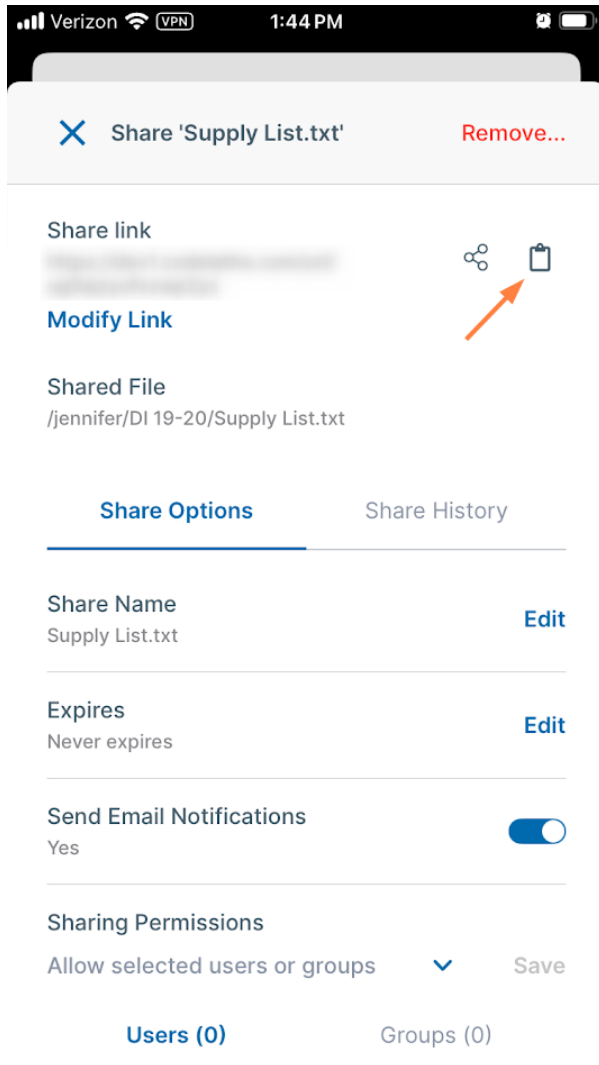 Verizon VPN 1:44 PM
Share 'Supply List.txt' Remove...
Share link
Modify Link
Shared File
/jennifer/DI 19-20/Supply List.txt
Share Options Share History
Share Name
Edit
Supply List.txt
Expires
Edit
Never expires
Send Email Notifications
Yes
Sharing Permissions
Allow selected users or groups Save
Users (0) Groups (0)